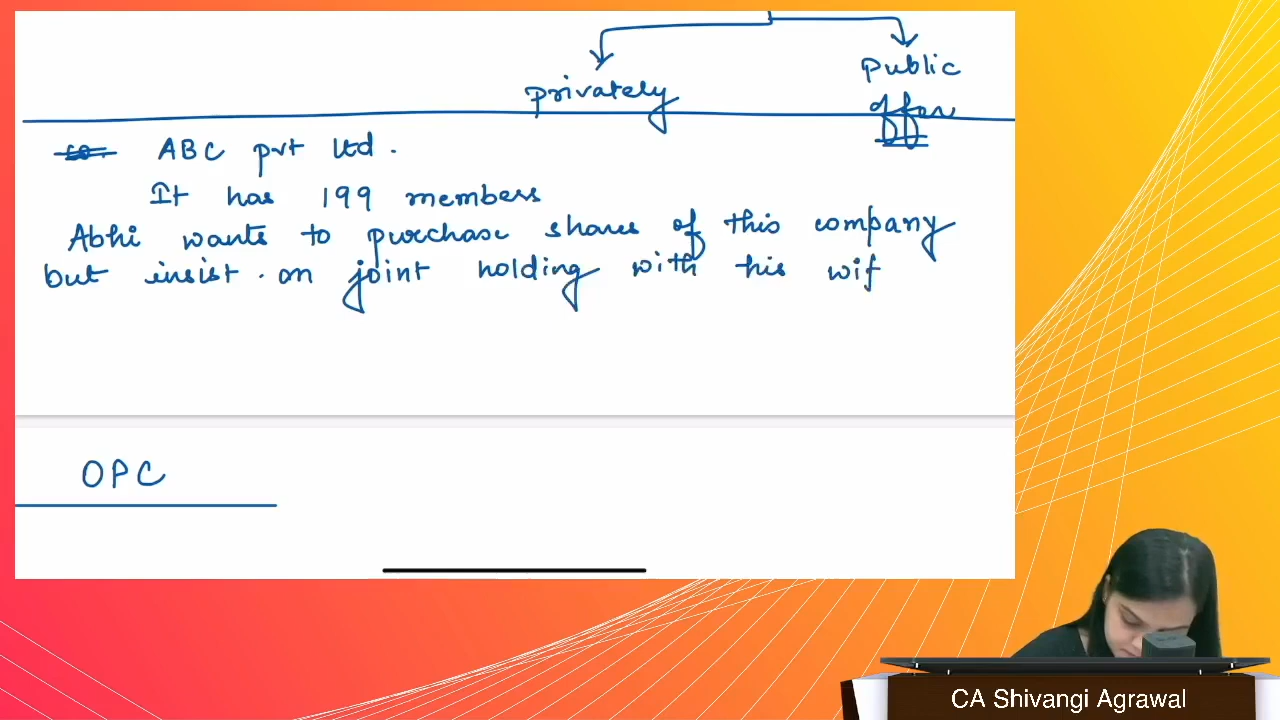 privately
public
offer
co.
ABC pvt ltd.
It has 199 members
Abhi wants to purchase shares of this company
but insist. on joint holding with his wif
OPC
CA Shivangi Agrawal